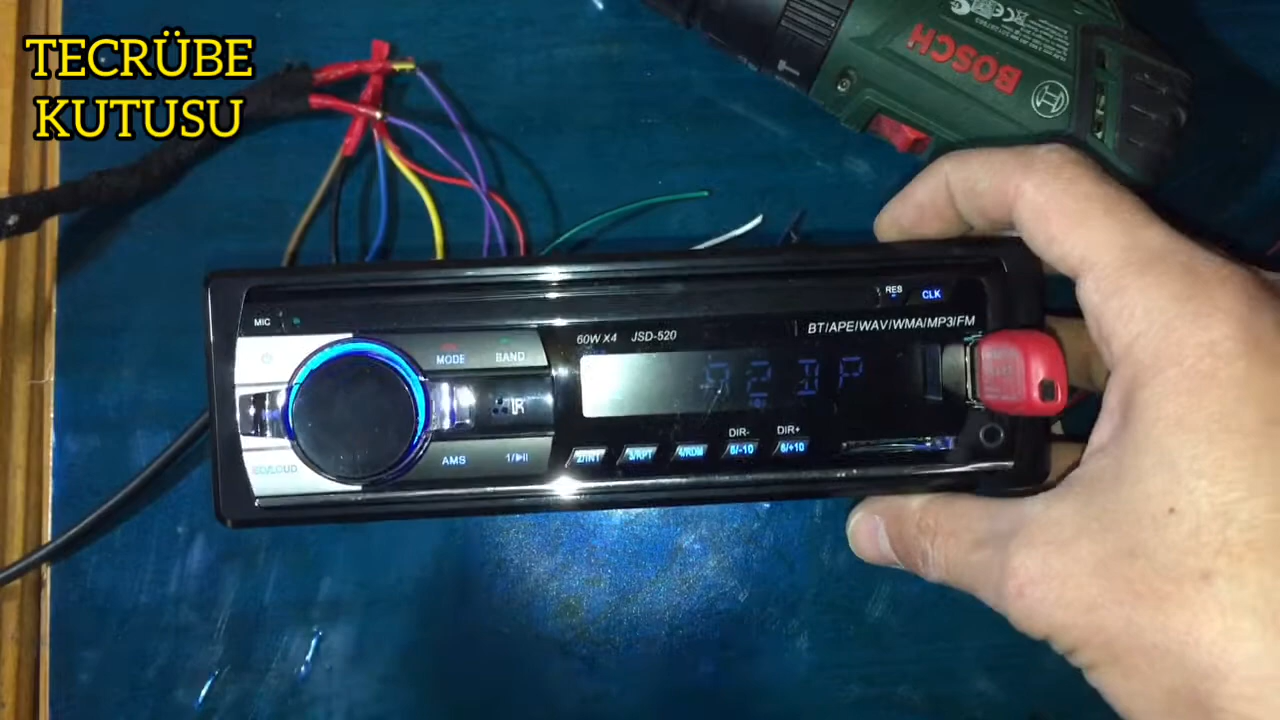 TECRÜBE
KUTUSU
BOSCH
RES
CLK
MIC
60W X4 JSD-520
BT/APE/WAV/WMA/MP3/FM
MODE
BAND
IR
DIR-
DIR+
2/INT
3/RPT
4/RDM
5/-10
6/+10
AMS
1/▶||